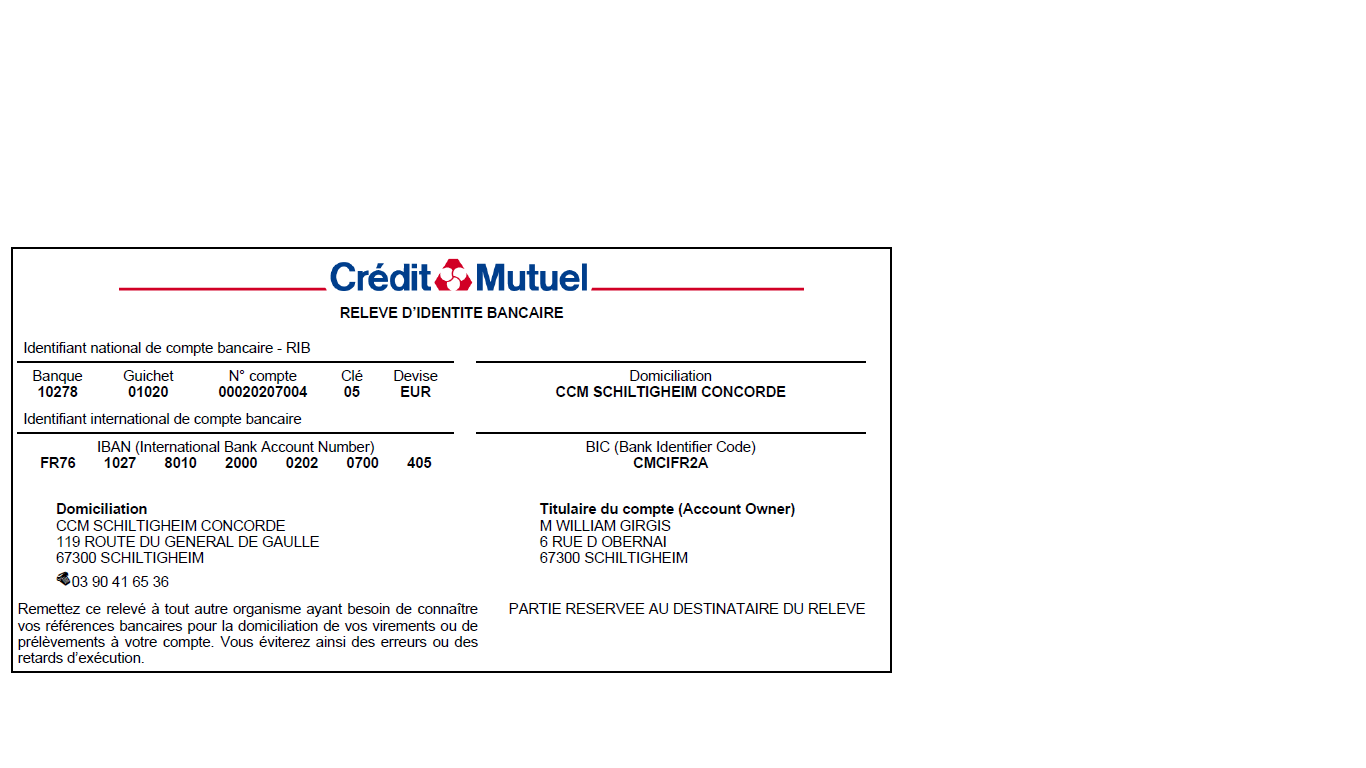 Crédit Mutuel
RELEVE D'IDENTITE BANCAIRE
Identifiant national de compte bancaire - RIB
Banque Guichet N° compte Clé Devise
10278 01020 00020207004 05 EUR
Domiciliation
CCM SCHILTIGHEIM CONCORDE
Identifiant international de compte bancaire
IBAN (International Bank Account Number)
FR76 1027 8010 2000 0202 0700 405
BIC (Bank Identifier Code)
CMCIFR2A
Domiciliation
CCM SCHILTIGHEIM CONCORDE
119 ROUTE DU GENERAL DE GAULLE
67300 SCHILTIGHEIM
03 90 41 65 36
Titulaire du compte (Account Owner)
M WILLIAM GIRGIS
6 RUE D OBERNAI
67300 SCHILTIGHEIM
Remettez ce relevé à tout autre organisme ayant besoin de connaître
vos références bancaires pour la domiciliation de vos virements ou de
prélèvements à votre compte. Vous éviterez ainsi des erreurs ou des
retards d'exécution.
PARTIE RESERVEE AU DESTINATAIRE DU RELEVE